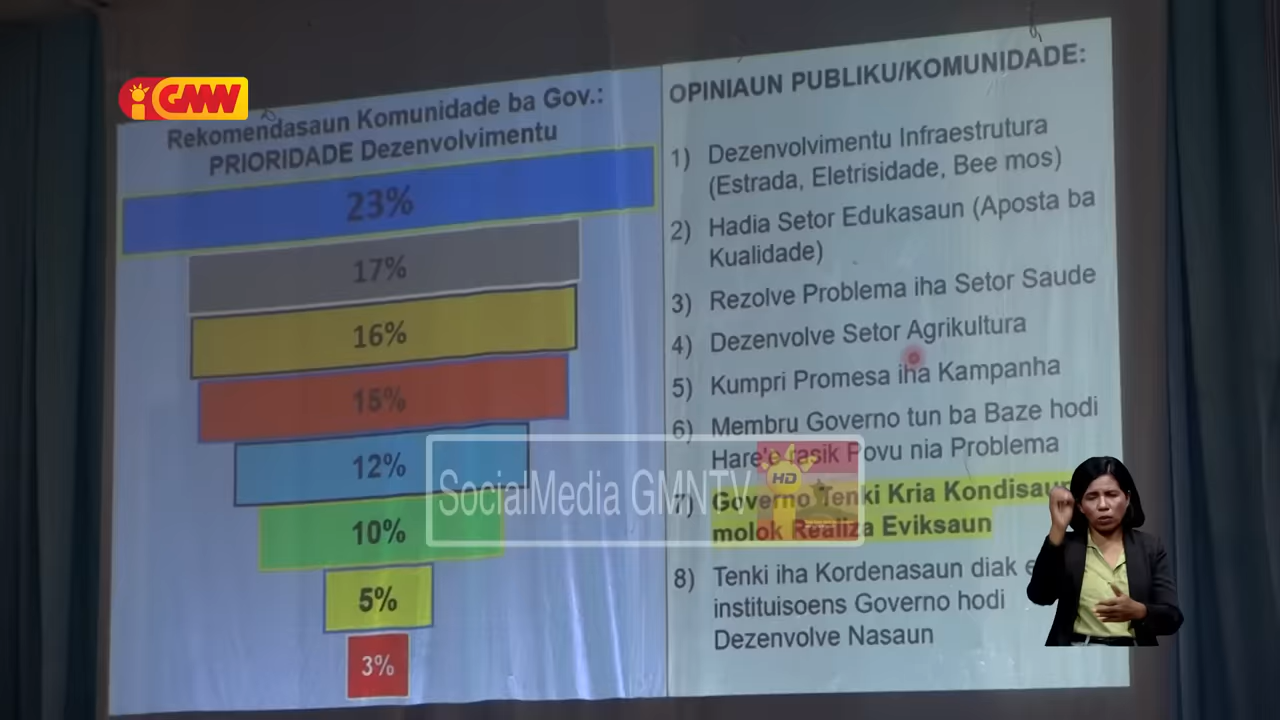 GMN
Rekomendasaun Komunidade ba Gov.:
PRIORIDADE Dezenvolvimentu
23%
17%
16%
15%
12%
10%
5%
3%
OPINIAUN PUBLIKU/KOMUNIDADE:
1) Dezenvolvimentu Infraestrutura
(Estrada, Eletrisidade, Bee mos)
2) Hadia Setor Edukasaun (Aposta ba
Kualidade)
3) Rezolve Problema iha Setor Saude
4) Dezenvolve Setor Agrikultura
5) Kumpri Promesa iha Kampanha
6) Membru Governo tun ba Baze hodi
Hare'e rasik Povu nia Problema
7) Governo Tenki Kria Kondisaun
molok Realiza Eviksaun
8) Tenki iha Kordenasaun diak
instituisoens Governo hodi
Dezenvolve Nasaun
SocialMedia GMNTV
HD